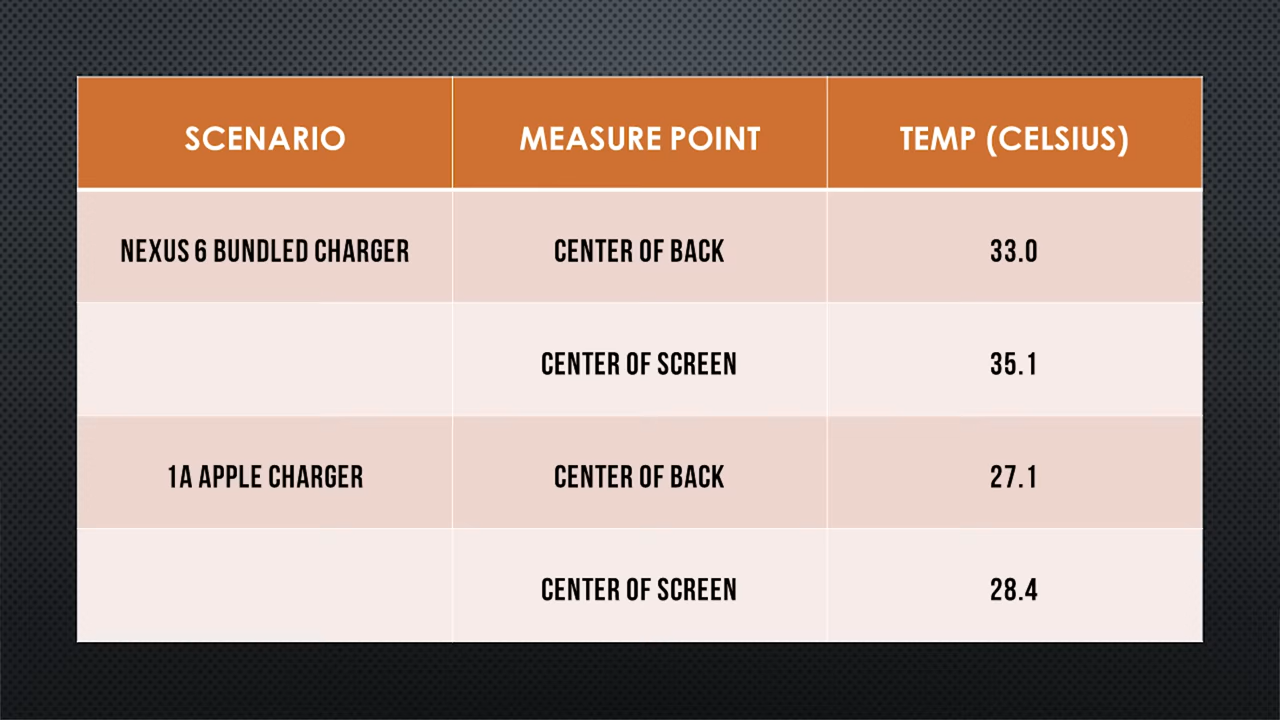 SCENARIO MEASURE POINT TEMP (CELSIUS)
NEXUS 6 BUNDLED CHARGER CENTER OF BACK 33.0
CENTER OF SCREEN 35.1
1A APPLE CHARGER CENTER OF BACK 27.1
CENTER OF SCREEN 28.4